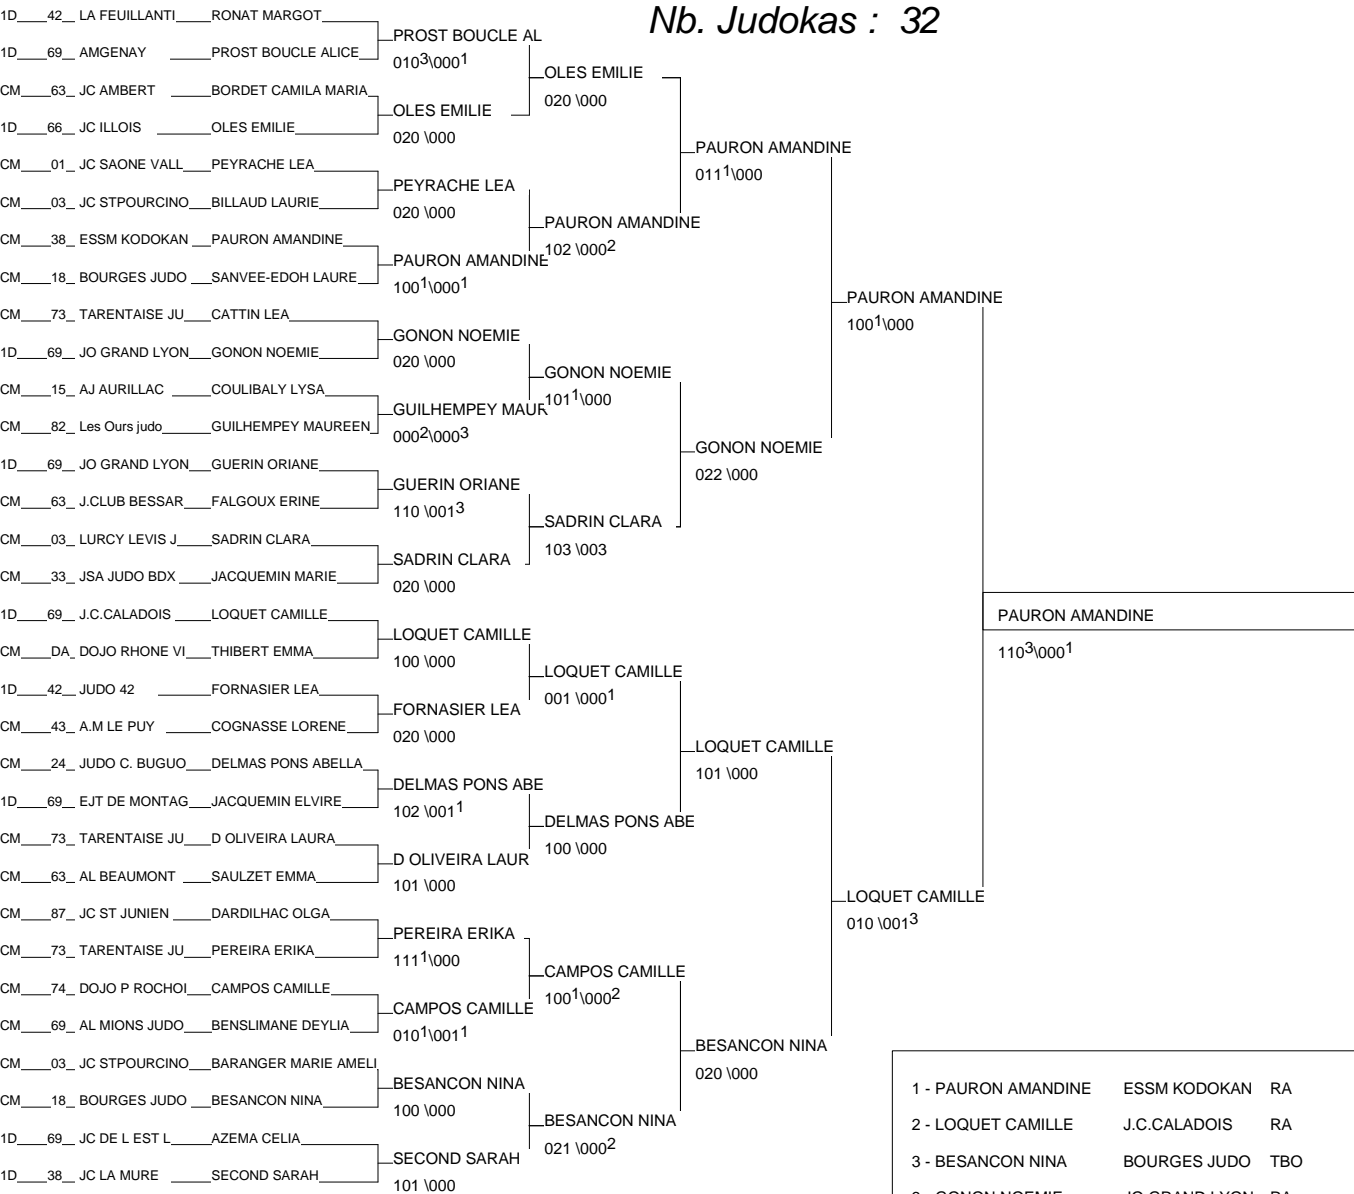 Nb. Judokas : 32
1D 42 LA FEUILLANTI RONAT MARGOT
1D 69 AMGENAY PROST BOUCLE ALICE
CM 63 JC AMBERT BORDET CAMILA MARIA
1D 66 JC ILLOIS OLES EMILIE
CM 01 JC SAONE VALL PEYRACHE LEA
CM 03 JC STPOURCINO BILLAUD LAURIE
CM 38 ESSM KODOKAN PAURON AMANDINE
CM 18 BOURGES JUDO SANVEE-EDOH LAURE
CM 73 TARENTAISE JU CATTIN LEA
1D 69 JO GRAND LYON GONON NOEMIE
CM 15 AJ AURILLAC COULIBALY LYSA
CM 82 Les Ours judo GUILHEMPEY MAUREEN
1D 69 JO GRAND LYON GUERIN ORIANE
CM 63 J.CLUB BESSAR FALGOUX ERINE
CM 03 LURCY LEVIS J SADRIN CLARA
CM 33 JSA JUDO BDX JACQUEMIN MARIE
1D 69 J.C.CALADOIS LOQUET CAMILLE
CM DA DOJO RHONE VI THIBERT EMMA
1D 42 JUDO 42 FORNASIER LEA
CM 43 A.M LE PUY COGNASSE LORENE
CM 24 JUDO C. BUGUO DELMAS PONS ABELLA
1D 69 EJT DE MONTAG JACQUEMIN ELVIRE
CM 73 TARENTAISE JU D OLIVEIRA LAURA
CM 63 AL BEAUMONT SAULZET EMMA
CM 87 JC ST JUNIEN DARDILHAC OLGA
CM 73 TARENTAISE JU PEREIRA ERIKA
CM 74 DOJO P ROCHOI CAMPOS CAMILLE
CM 69 AL MIONS JUDO BENSLIMANE DEYLIA
CM 03 JC STPOURCINO BARANGER MARIE AMELI
CM 18 BOURGES JUDO BESANCON NINA
1D 69 JC DE L EST L AZEMA CELIA
1D 38 JC LA MURE SECOND SARAH
PROST BOUCLE AL
010³\000¹
OLES EMILIE
020 \000
PEYRACHE LEA
020 \000
PAURON AMANDINE
100¹\000¹
GONON NOEMIE
020 \000
GUILHEMPEY MAUR
000²\000³
GUERIN ORIANE
110 \001³
SADRIN CLARA
020 \000
LOQUET CAMILLE
100 \000
FORNASIER LEA
020 \000
DELMAS PONS ABE
102 \001¹
D OLIVEIRA LAUR
101 \000
PEREIRA ERIKA
111¹\000
CAMPOS CAMILLE
010¹\001¹
BESANCON NINA
100 \000
SECOND SARAH
101 \000
OLES EMILIE
020 \000
PAURON AMANDINE
102 \000²
GONON NOEMIE
101¹\000
SADRIN CLARA
103 \003
LOQUET CAMILLE
001 \000¹
DELMAS PONS ABE
100 \000
CAMPOS CAMILLE
100¹\000²
BESANCON NINA
021 \000²
PAURON AMANDINE
011¹\000
GONON NOEMIE
022 \000
LOQUET CAMILLE
101 \000
BESANCON NINA
020 \000
PAURON AMANDINE
100¹\000
LOQUET CAMILLE
010 \001³
PAURON AMANDINE
110³\000¹
1 - PAURON AMANDINE ESSM KODOKAN RA
2 - LOQUET CAMILLE J.C.CALADOIS RA
3 - BESANCON NINA BOURGES JUDO TBO
3 - GONON NOEMIE JO GRAND LYON RA